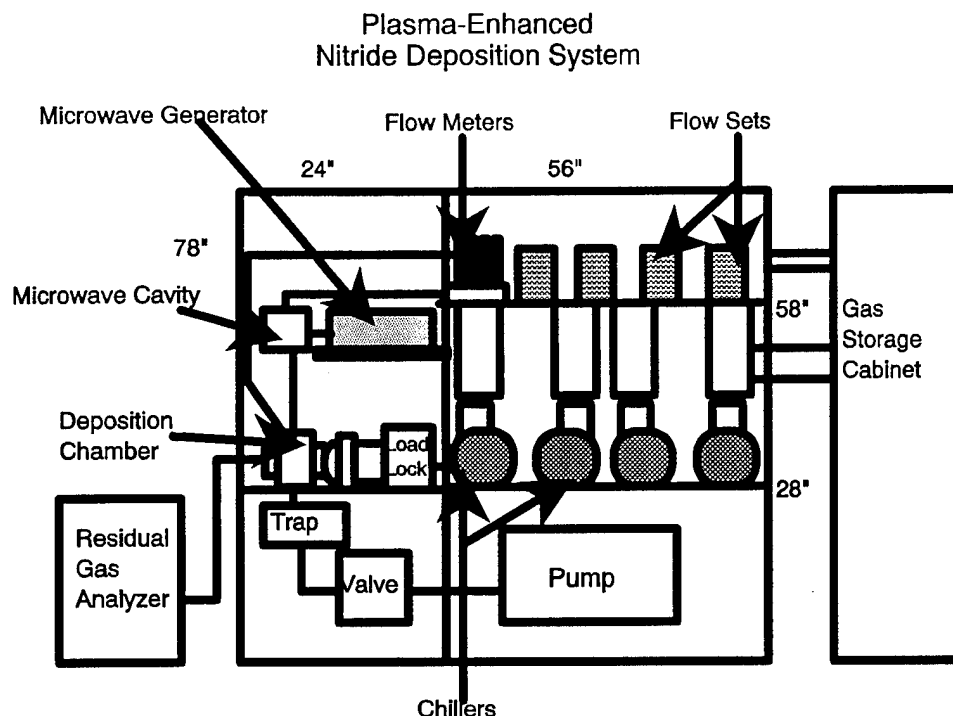 Plasma-Enhanced
Nitride Deposition System
Microwave Generator
Flow Meters
Flow Sets
24"
56"
78"
Microwave Cavity
58"
Gas
Storage
Cabinet
Deposition
Chamber
Load
Lock
28"
Trap
Residual
Gas
Analyzer
Valve
Pump
Chillers